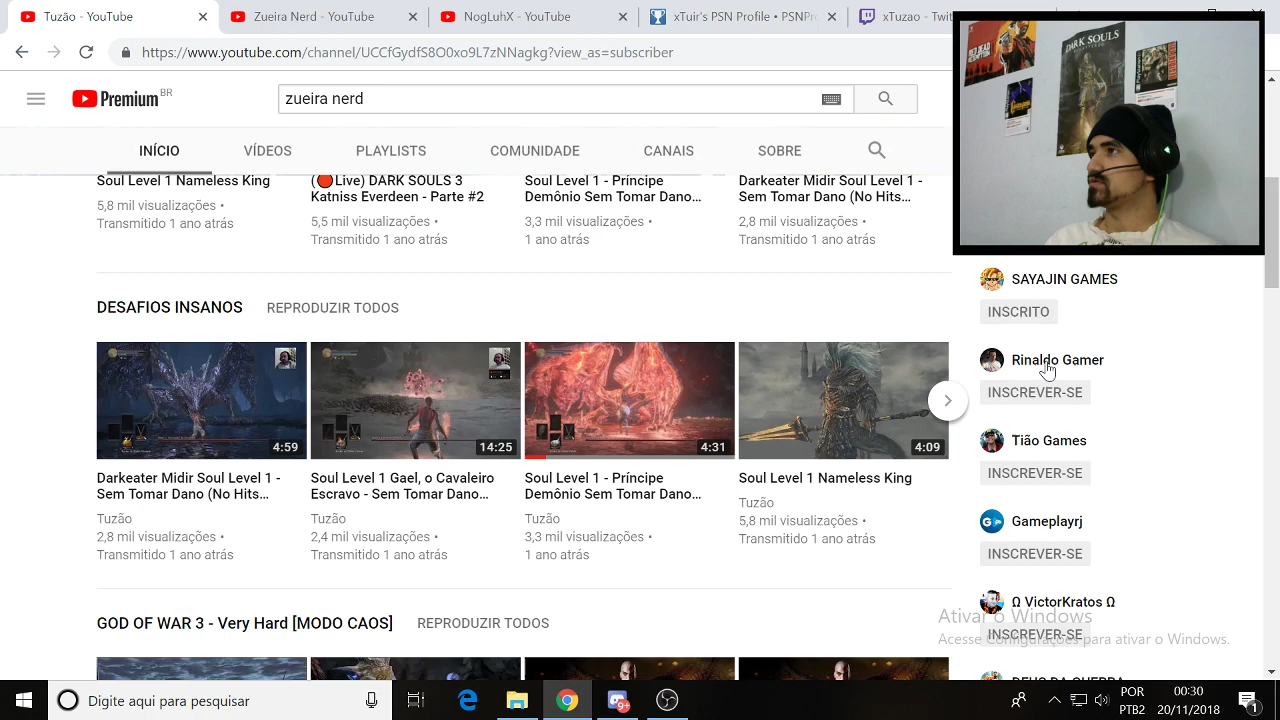 Tuzão - YouTube
Soul Level 1 Nameless King
NogLuhX - YouTube
xTuir's Profile • PSNPr
xTuzao - Twit
https://www.youtube.com/channel/
view_as=subscriber
Premium BR
zueira nerd
INÍCIO VÍDEOS PLAYLISTS COMUNIDADE CANAIS SOBRE
DARK SOULS
Soul Level 1 Nameless King
5,8 mil visualizações •
Transmitido 1 ano atrás
(🔴Live) DARK SOULS 3
Katniss Everdeen - Parte #2
5,5 mil visualizações •
Transmitido 1 ano atrás
Soul Level 1 - Príncipe
Demônio Sem Tomar Dano...
3,3 mil visualizações •
1 ano atrás
Darkeater Midir Soul Level 1 -
Sem Tomar Dano (No Hits...
2,8 mil visualizações •
Transmitido 1 ano atrás
DESAFIOS INSANOS REPRODUZIR TODOS
4:59
14:25
4:31
4:09
Darkeater Midir Soul Level 1 -
Sem Tomar Dano (No Hits...
Tuzão
2,8 mil visualizações •
Transmitido 1 ano atrás
Soul Level 1 Gael, o Cavaleiro
Escravo - Sem Tomar Dano...
Tuzão
2,4 mil visualizações •
Transmitido 1 ano atrás
Soul Level 1 - Príncipe
Demônio Sem Tomar Dano...
Tuzão
3,3 mil visualizações •
1 ano atrás
Soul Level 1 Nameless King
Tuzão
5,8 mil visualizações •
Transmitido 1 ano atrás
GOD OF WAR 3 - Very Hard [MODO CAOS] REPRODUZIR TODOS
SAYAJIN GAMES
INSCRITO
Rinaldo Gamer
INSCREVER-SE
Tião Games
INSCREVER-SE
Gameplayrj
INSCREVER-SE
Ω VictorKratos Ω
INSCREVER-SE
DEUS DA GUERRA
Ativar o Windows
Acesse Configurações para ativar o Windows.
Digite aqui para pesquisar
POR
PTB2
00:30
20/11/2018
1